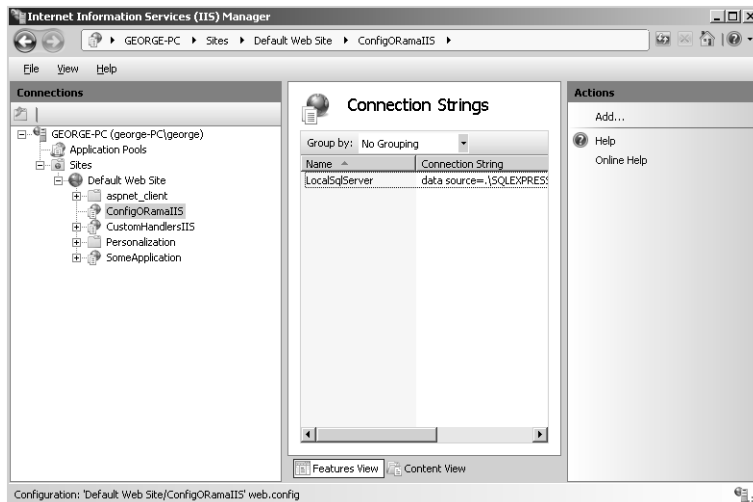 Internet Information Services (IIS) Manager
GEORGE-PC ▸ Sites ▸ Default Web Site ▸ ConfigORamaIIS ▸
File View Help
Connections
GEORGE-PC (george-PC\george)
Application Pools
Sites
Default Web Site
aspnet_client
ConfigORamaIIS
CustomHandlersIIS
Personalization
SomeApplication
Connection Strings
Group by: No Grouping
Name Connection String
LocalSqlServer data source=.\SQLEXPRESS
Features View Content View
Actions
Add...
Help
Online Help
Configuration: 'Default Web Site/ConfigORamaIIS' web.config